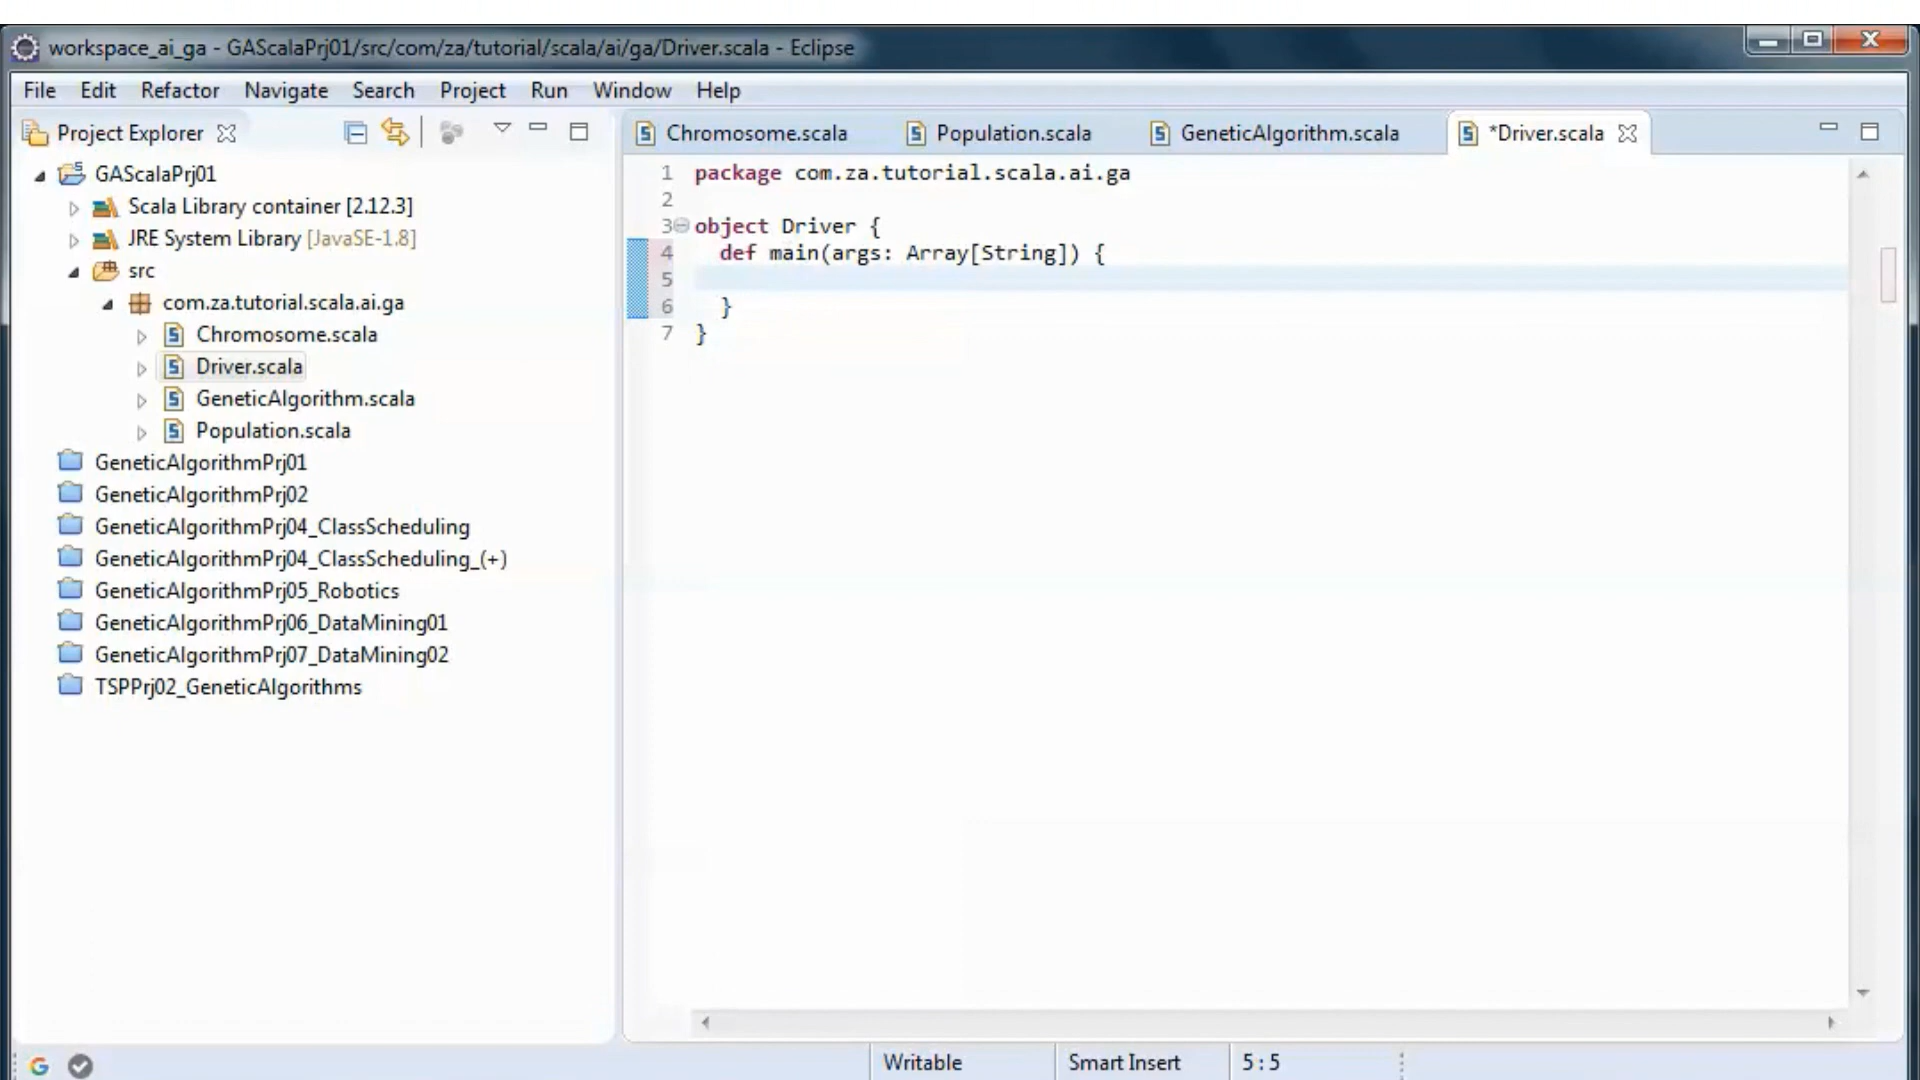 workspace_ai_ga - GAScalaPrj01/src/com/za/tutorial/scala/ai/ga/Driver.scala - Eclipse
File Edit Refactor Navigate Search Project Run Window Help
Project Explorer
GAScalaPrj01
Scala Library container [2.12.3]
JRE System Library [JavaSE-1.8]
src
com.za.tutorial.scala.ai.ga
Chromosome.scala
Driver.scala
GeneticAlgorithm.scala
Population.scala
GeneticAlgorithmPrj01
GeneticAlgorithmPrj02
GeneticAlgorithmPrj04_ClassScheduling
GeneticAlgorithmPrj04_ClassScheduling_(+)
GeneticAlgorithmPrj05_Robotics
GeneticAlgorithmPrj06_DataMining01
GeneticAlgorithmPrj07_DataMining02
TSPPrj02_GeneticAlgorithms
Chromosome.scala Population.scala GeneticAlgorithm.scala *Driver.scala
1 package com.za.tutorial.scala.ai.ga
2
3 object Driver {
4 def main(args: Array[String]) {
5
6 }
7 }
Writable Smart Insert 5 : 5